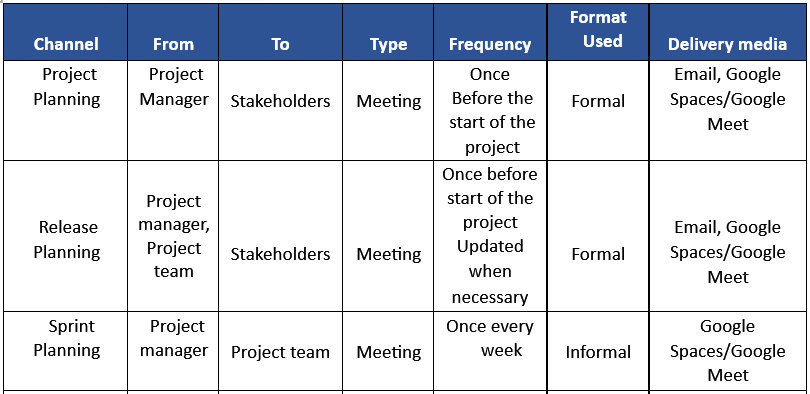 Channel
From
To
Type
Frequency
Format
Used
Delivery media
Project
Planning
Project
Manager
Stakeholders
Meeting
Once
Before the
start of the
project
Formal
Email, Google
Spaces/Google
Meet
Release
Planning
Project
manager,
Project
team
Stakeholders
Meeting
Once before
start of the
project
Updated
when
necessary
Formal
Email, Google
Spaces/Google
Meet
Sprint
Planning
Project
manager
Project team
Meeting
Once every
week
Informal
Google
Spaces/Google
Meet